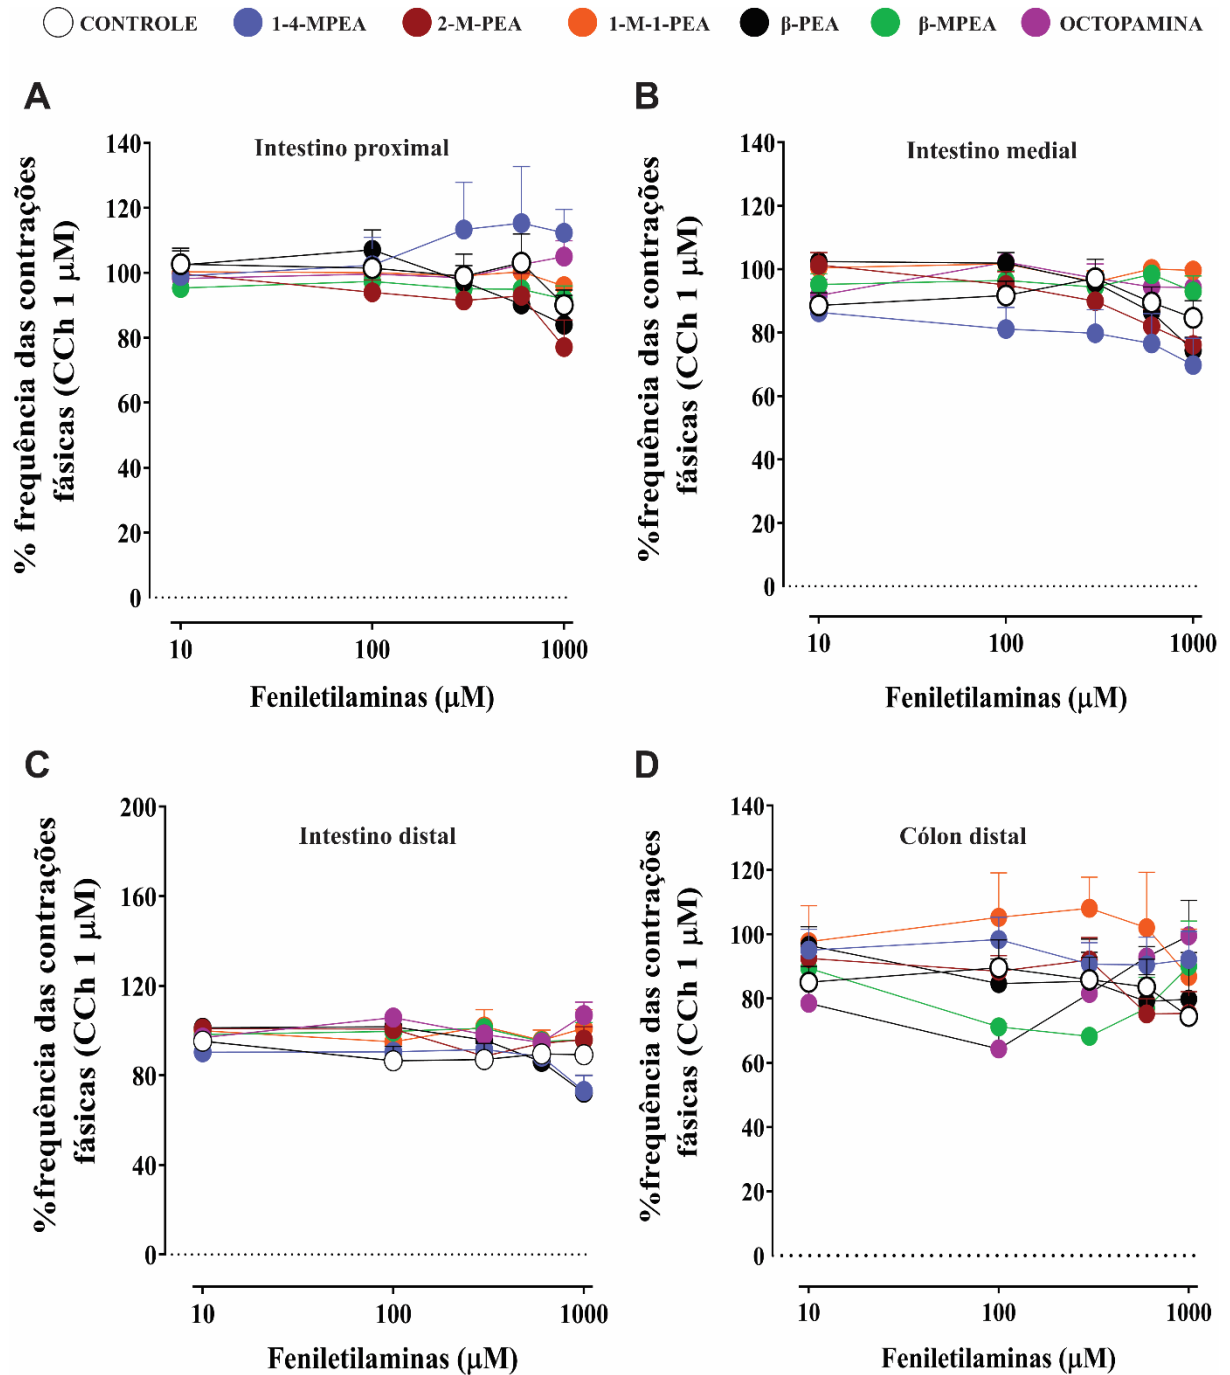 CONTROLE 1-4-MPEA 2-M-PEA 1-M-1-PEA β-PEA β-MPEA OCTOPAMINA
A
Intestino proximal
% frequência das contrações
fásicas (CCh 1 μM)
140
120
100
80
60
40
20
0
10 100 1000
Feniletilaminas (μM)
B
Intestino medial
%frequência das contrações
fásicas (CCh 1 μM)
140
120
100
80
60
40
20
0
10 100 1000
Feniletilaminas (μM)
C
Intestino distal
%frequência das contrações
fásicas (CCh 1 μM)
200
160
120
80
40
0
10 100 1000
Feniletilaminas (μM)
D
Cólon distal
%frequência das contrações
fásicas (CCh 1 μM)
140
120
100
80
60
40
20
0
10 100 1000
Feniletilaminas (μM)